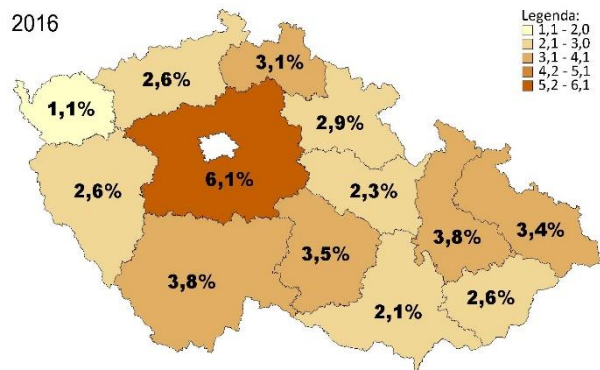 2016
Legenda:
1,1 - 2,0
2,1 - 3,0
3,1 - 4,1
4,2 - 5,1
5,2 - 6,1
3,1%
2,6%
1,1%
2,9%
6,1%
2,6%
2,3%
3,4%
3,8%
3,5%
3,8%
2,6%
2,1%